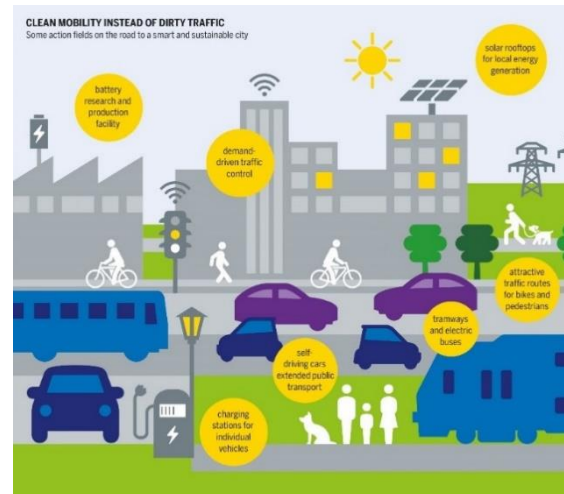 CLEAN MOBILITY INSTEAD OF DIRTY TRAFFIC
Some action fields on the road to a smart and sustainable city
solar rooftops
for local energy
generation
battery
research and
production
facility
demand-
driven traffic
control
attractive
traffic routes
for bikes and
pedestrians
tramways
and electric
buses
self-
driving cars
extended public
transport
charging
stations for
individual
vehicles